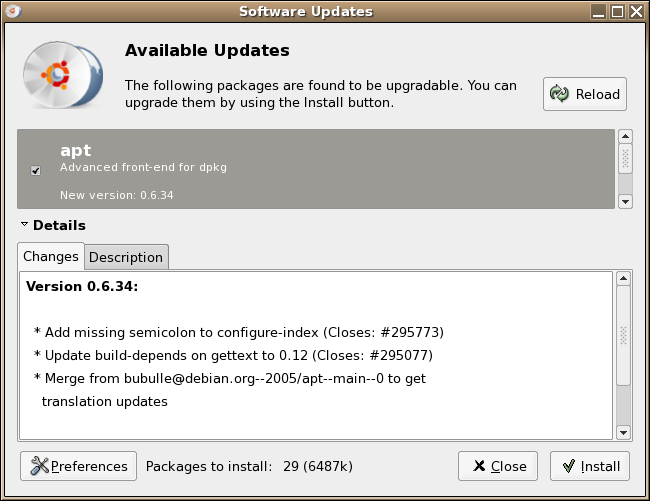 Software Updates
Available Updates
The following packages are found to be upgradable. You can
upgrade them by using the Install button.
Reload
apt
Advanced front-end for dpkg
New version: 0.6.34
Details
Changes
Description
Version 0.6.34:
* Add missing semicolon to configure-index (Closes: #295773)
* Update build-depends on gettext to 0.12 (Closes: #295077)
* Merge from bubulle@debian.org--2005/apt--main--0 to get
translation updates
Preferences
Packages to install: 29 (6487k)
Close
Install